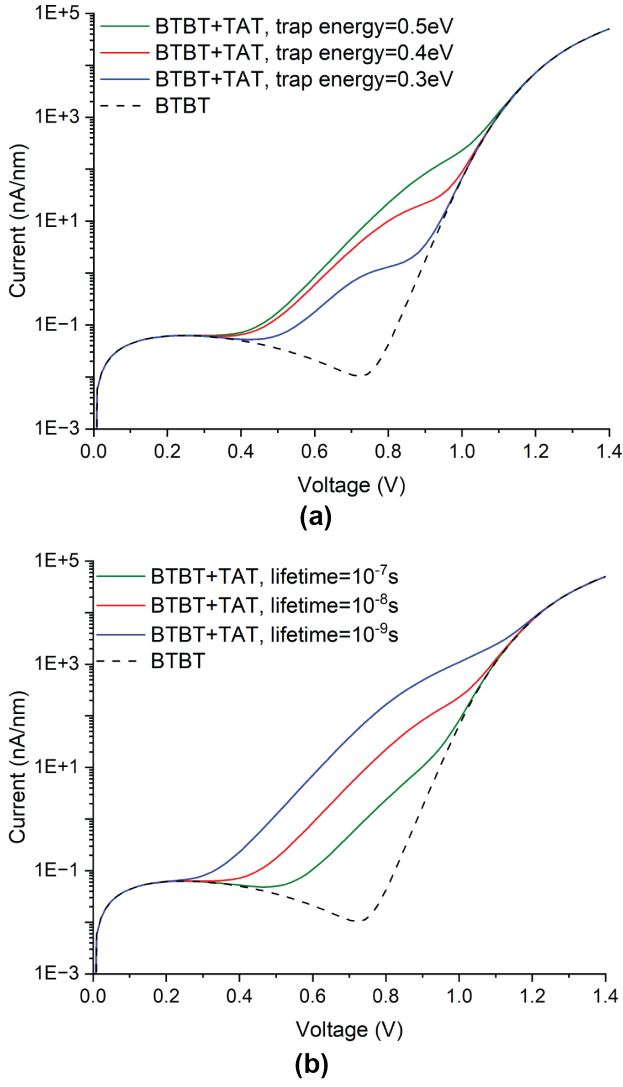 1E+5
BTBT+TAT, trap energy=0.5eV
BTBT+TAT, trap energy=0.4eV
BTBT+TAT, trap energy=0.3eV
BTBT
1E+3
1E+1
1E−1
1E−3
Current (nA/nm)
0.0 0.2 0.4 0.6 0.8 1.0 1.2 1.4
Voltage (V)
(a)
1E+5
BTBT+TAT, lifetime=10⁻⁷s
BTBT+TAT, lifetime=10⁻⁸s
BTBT+TAT, lifetime=10⁻⁹s
BTBT
1E+3
1E+1
1E−1
1E−3
Current (nA/nm)
0.0 0.2 0.4 0.6 0.8 1.0 1.2 1.4
Voltage (V)
(b)